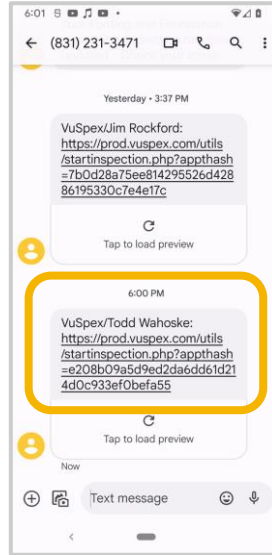 6:01
(831) 231-3471
Yesterday • 3:37 PM
VuSpex/Jim Rockford:
https://prod.vuspex.com/utils
/startinspection.php?appthash
=7b0d28a75ee814295526d428
86195330c7e4e17c
Tap to load preview
6:00 PM
VuSpex/Todd Wahoske:
https://prod.vuspex.com/utils
/startinspection.php?appthash
=e208b09a5d9ed2da6dd61d21
4d0c933ef0befa55
Tap to load preview
Now
Text message